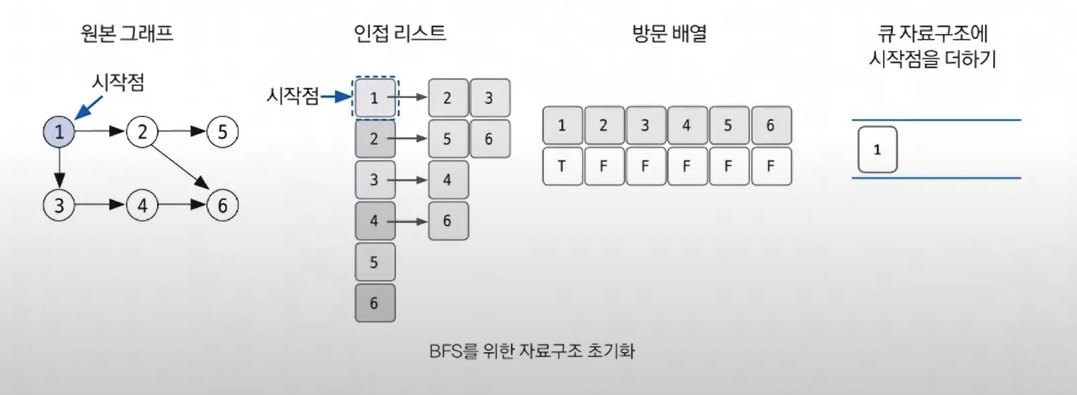 원본 그래프
시작점
1 2 5
3 4 6
인접 리스트
시작점
1 2 3
2 5 6
3 4
4 6
5
6
방문 배열
1 2 3 4 5 6
T F F F F F
큐 자료구조에
시작점을 더하기
1
BFS를 위한 자료구조 초기화